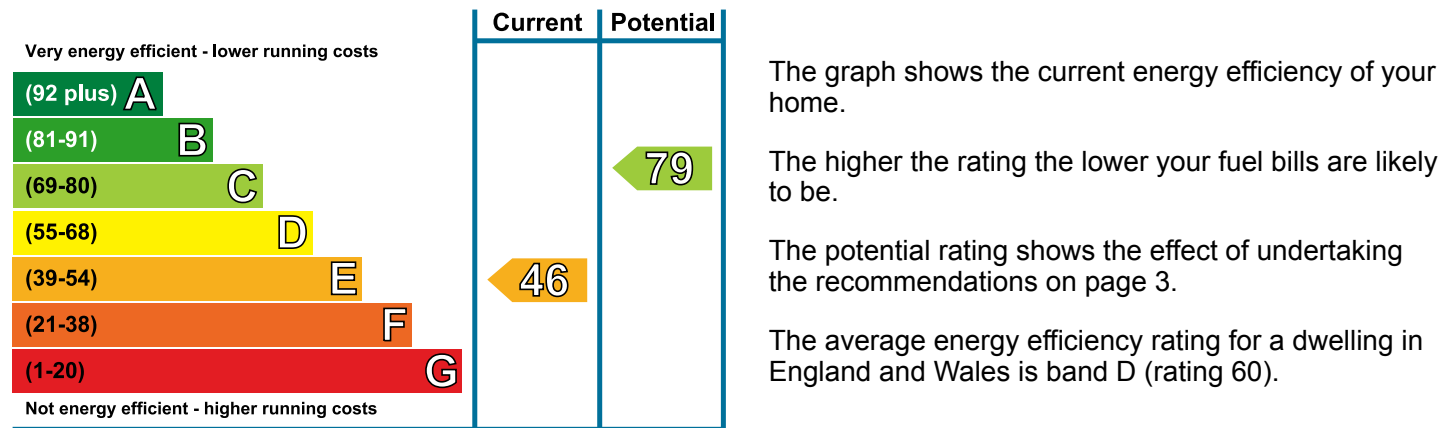 Current Potential
Very energy efficient - lower running costs
(92 plus) A
(81-91) B
(69-80) C
(55-68) D
(39-54) E
(21-38) F
(1-20) G
Not energy efficient - higher running costs
79
46
The graph shows the current energy efficiency of your
home.
The higher the rating the lower your fuel bills are likely
to be.
The potential rating shows the effect of undertaking
the recommendations on page 3.
The average energy efficiency rating for a dwelling in
England and Wales is band D (rating 60).